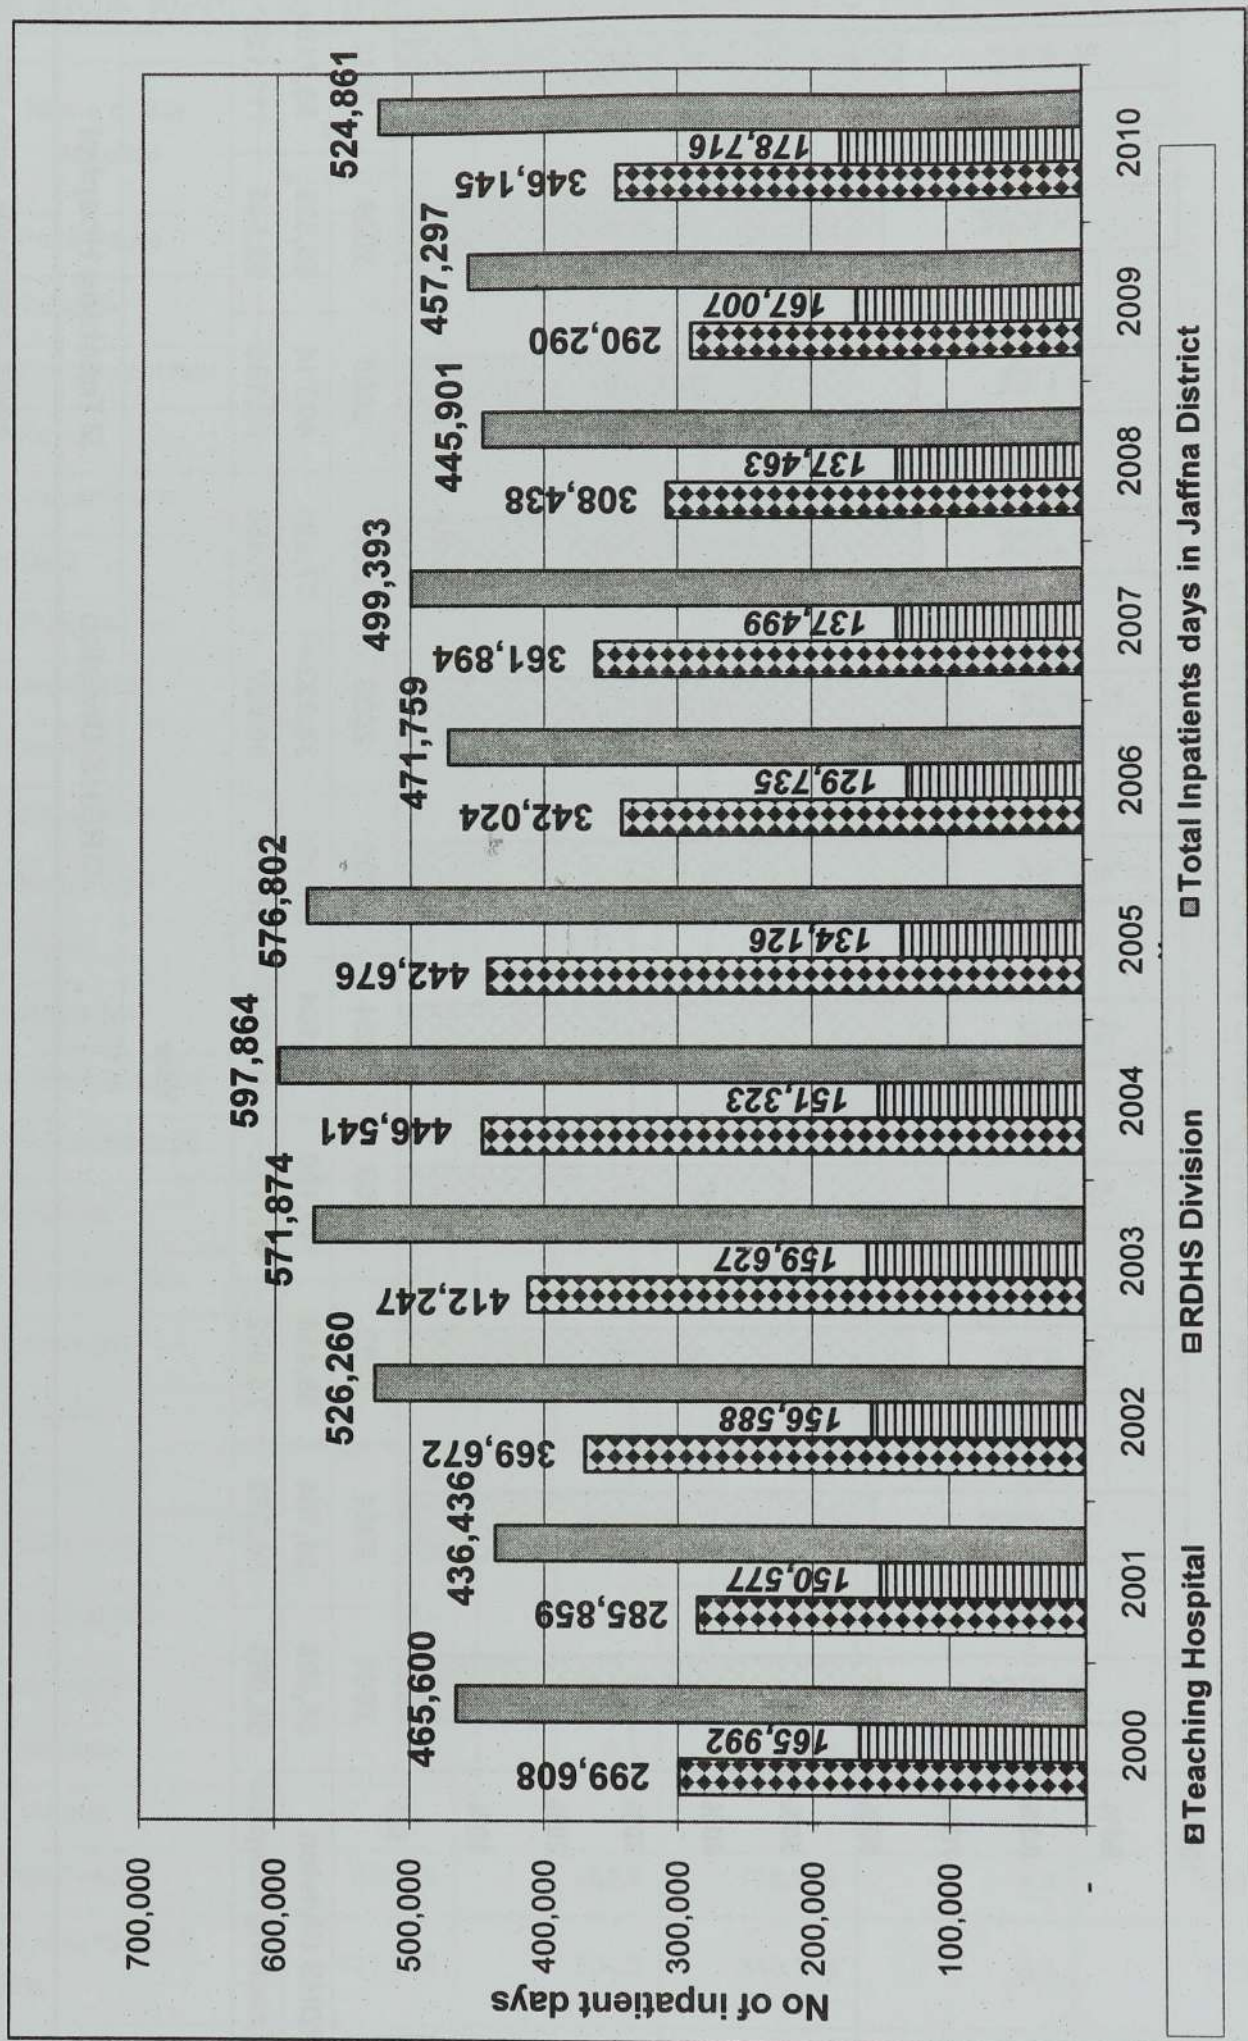 No of inpatient days
700,000
600,000
500,000
400,000
300,000
200,000
100,000
-
299,608 165,992 465,600
285,859 150,577 436,436
369,672 156,588 526,260
412,247 159,627 571,874
446,541 151,323 597,864
442,676 134,126 576,802
342,024 129,735 471,759
361,894 137,499 499,393
308,438 137,463 445,901
290,290 167,007 457,297
346,145 178,716 524,861
2000 2001 2002 2003 2004 2005 2006 2007 2008 2009 2010
Teaching Hospital RDHS Division Total Inpatients days in Jaffna District